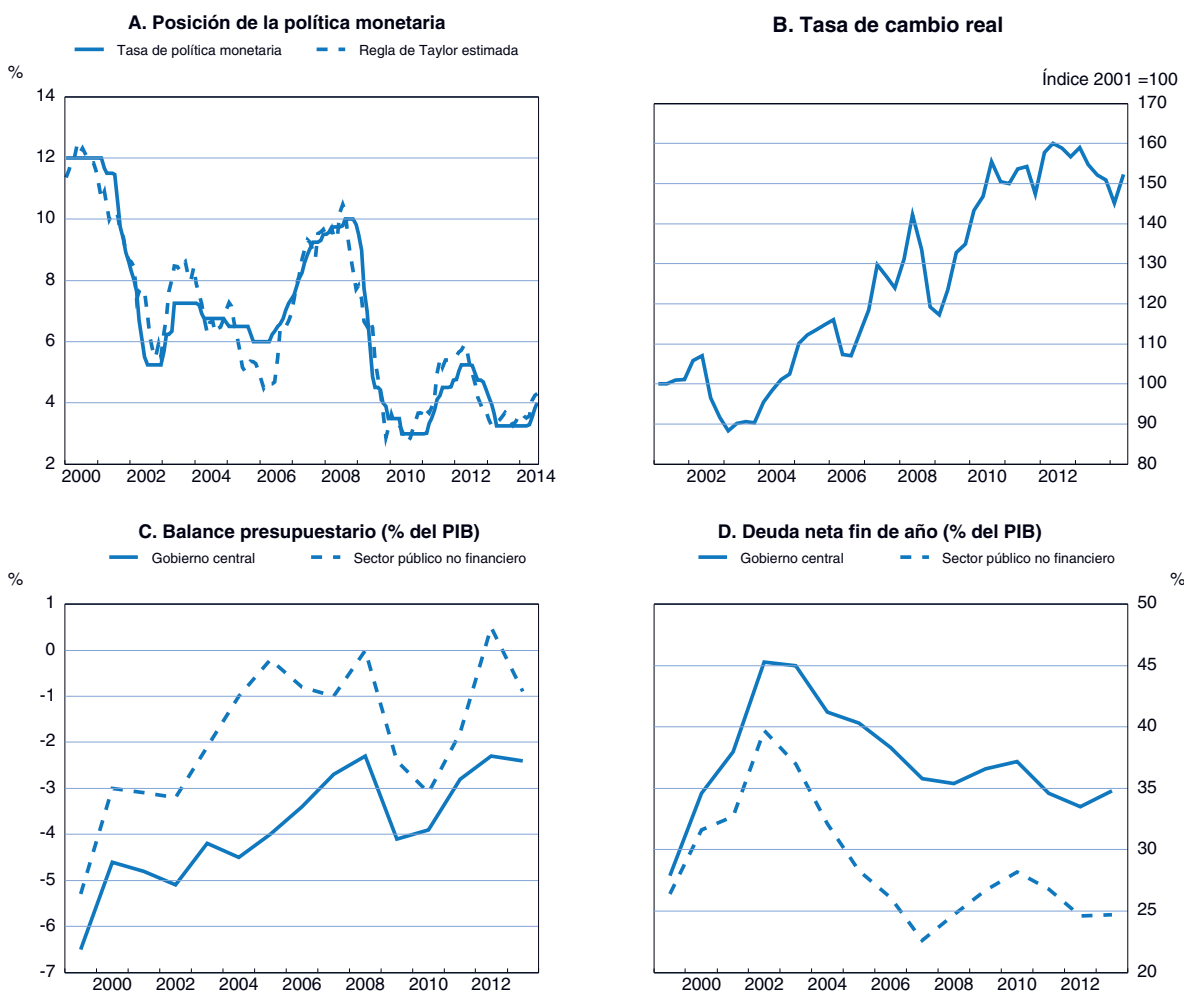 A. Posición de la política monetaria
Tasa de política monetaria
Regla de Taylor estimada
%
14
12
10
8
6
4
2
2000 2002 2004 2006 2008 2010 2012 2014
B. Tasa de cambio real
Índice 2001 =100
170
160
150
140
130
120
110
100
90
80
2002 2004 2006 2008 2010 2012
C. Balance presupuestario (% del PIB)
Gobierno central
Sector público no financiero
%
1
0
-1
-2
-3
-4
-5
-6
-7
2000 2002 2004 2006 2008 2010 2012
D. Deuda neta fin de año (% del PIB)
Gobierno central
Sector público no financiero
%
50
45
40
35
30
25
20
2000 2002 2004 2006 2008 2010 2012